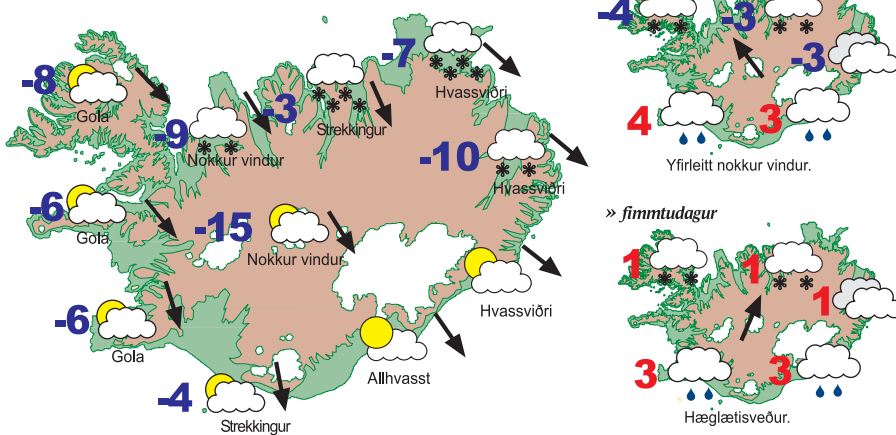 -8
Gola
-9
Nokkur vindur
-3
Strekkingur
-7
Hvassviðri
-10
Hvassviðri
-6
Gola
-15
Nokkur vindur
Hvassviðri
-6
Gola
Allhvasst
-4
Strekkingur
-4
-3
-3
4
3
Yfirleitt nokkur vindur.
» fimmtudagur
1
1
1
3
3
Hæglætisveður.